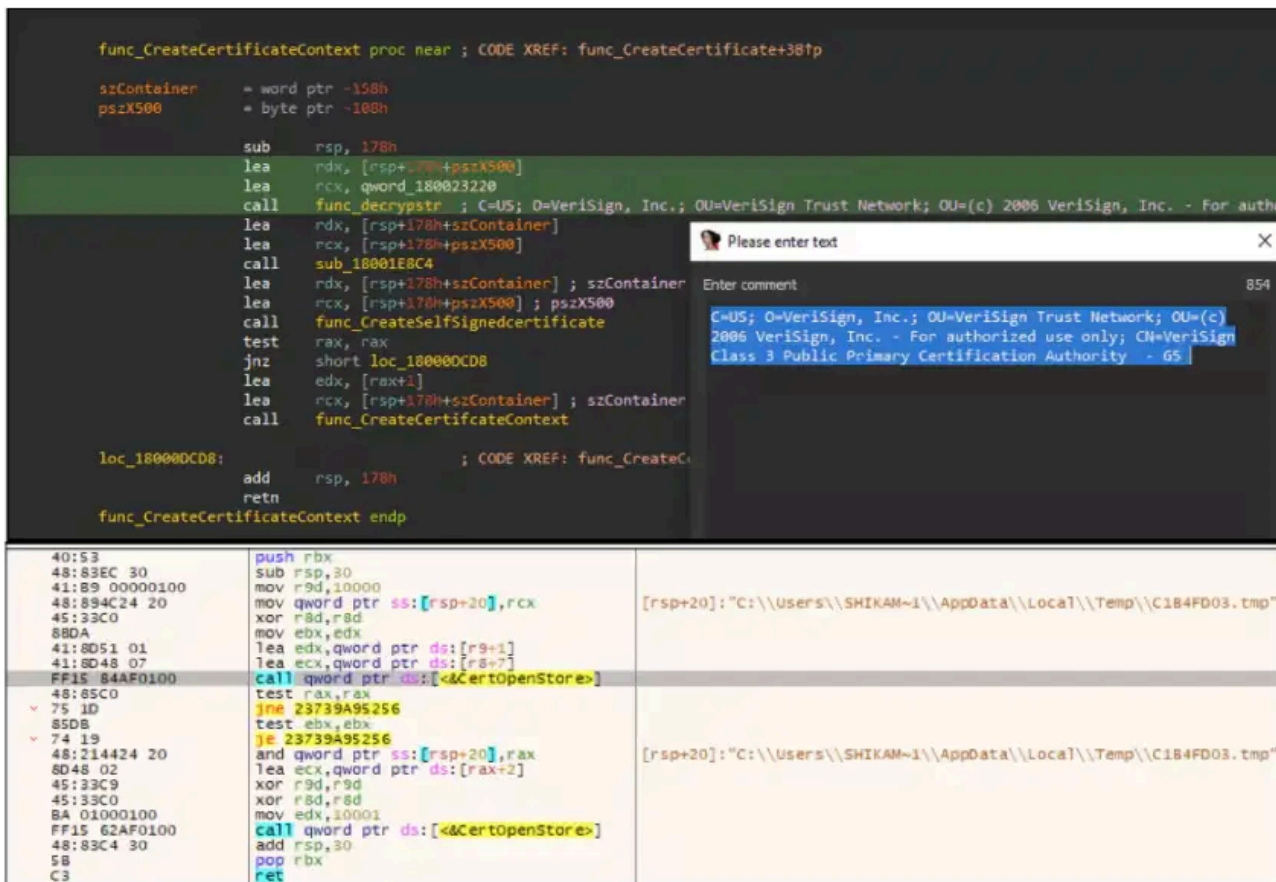 func_CreateCertificateContext proc near ; CODE XREF: func_CreateCertificate+38↑p
szContainer = word ptr -158h
pszX500 = byte ptr -108h
sub rsp, 178h
lea rdx, [rsp+178h+pszX500]
lea rcx, qword_180023220
call func_decrypstr ; C=US; O=VeriSign, Inc.; OU=VeriSign Trust Network; OU=(c) 2006 VeriSign, Inc. - For auth
lea rdx, [rsp+178h+szContainer]
lea rcx, [rsp+178h+pszX500]
call sub_18001E8C4
lea rdx, [rsp+178h+szContainer] ; szContainer
lea rcx, [rsp+178h+pszX500] ; pszX500
call func_CreateSelfSignedcertificate
test rax, rax
jnz short loc_18000DCD8
lea edx, [rax+1]
lea rcx, [rsp+178h+szContainer] ; szContainer
call func_CreateCertifcateContext
loc_18000DCD8: ; CODE XREF: func_CreateC
add rsp, 178h
retn
func_CreateCertificateContext endp
Please enter text
Enter comment 854
C=US; O=VeriSign, Inc.; OU=VeriSign Trust Network; OU=(c)
2006 VeriSign, Inc. - For authorized use only; CN=VeriSign
Class 3 Public Primary Certification Authority - G5
40:53 push rbx
48:83EC 30 sub rsp,30
41:B9 00000100 mov r9d,10000
48:894C24 20 mov qword ptr ss:[rsp+20],rcx [rsp+20]:"C:\\Users\\SHIKAM~1\\AppData\\Local\\Temp\\C1B4FD03.tmp"
45:33C0 xor r8d,r8d
8BDA mov ebx,edx
41:8D51 01 lea edx,qword ptr ds:[r9+1]
41:8D48 07 lea ecx,qword ptr ds:[r8+7]
FF15 84AF0100 call qword ptr ds:[<&CertOpenStore>]
48:85C0 test rax,rax
75 1D jne 23739A95256
85DB test ebx,ebx
74 19 je 23739A95256
48:214424 20 and qword ptr ss:[rsp+20],rax [rsp+20]:"C:\\Users\\SHIKAM~1\\AppData\\Local\\Temp\\C1B4FD03.tmp"
8D48 02 lea ecx,qword ptr ds:[rax+2]
45:33C9 xor r9d,r9d
45:33C0 xor r8d,r8d
BA 01000100 mov edx,10001
FF15 62AF0100 call qword ptr ds:[<&CertOpenStore>]
48:83C4 30 add rsp,30
5B pop rbx
C3 ret